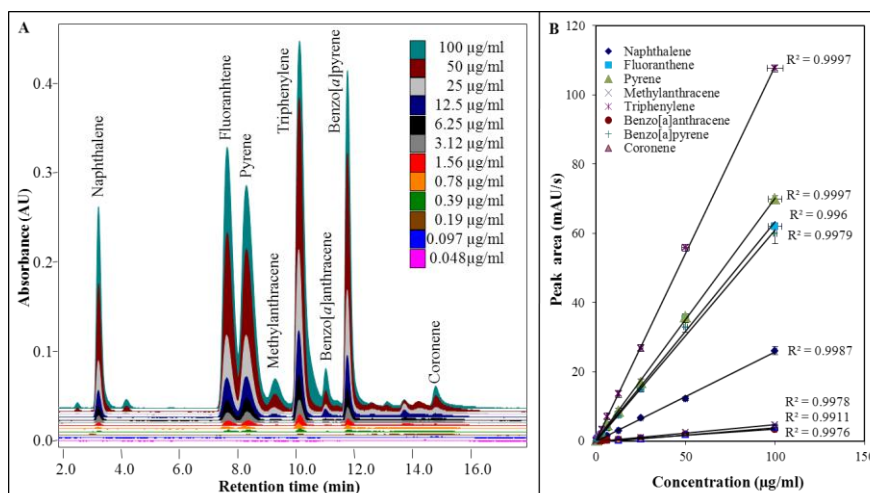 A
Absorbance (AU)
0.4
0.3
0.2
0.1
0.0
Naphthalene
Fluoranhtene
Pyrene
Methylanthracene
Triphenylene
Benzo[a]anthracene
Benzo[a]pyrene
Coronene
100 µg/ml
50 µg/ml
25 µg/ml
12.5 µg/ml
6.25 µg/ml
3.12 µg/ml
1.56 µg/ml
0.78 µg/ml
0.39 µg/ml
0.19 µg/ml
0.097 µg/ml
0.048 µg/ml
2.0 4.0 6.0 8.0 10.0 12.0 14.0 16.0
Retention time (min)
B
Peak area (mAU/s)
120
100
80
60
40
20
0
Naphthalene
Fluoranthene
Pyrene
Methylanthracene
Triphenylene
Benzo[a]anthracene
Benzo[a]pyrene
Coronene
R² = 0.9997
R² = 0.9997
R² = 0.996
R² = 0.9979
R² = 0.9987
R² = 0.9978
R² = 0.9911
R² = 0.9976
0 50 100
Concentration (µg/ml)